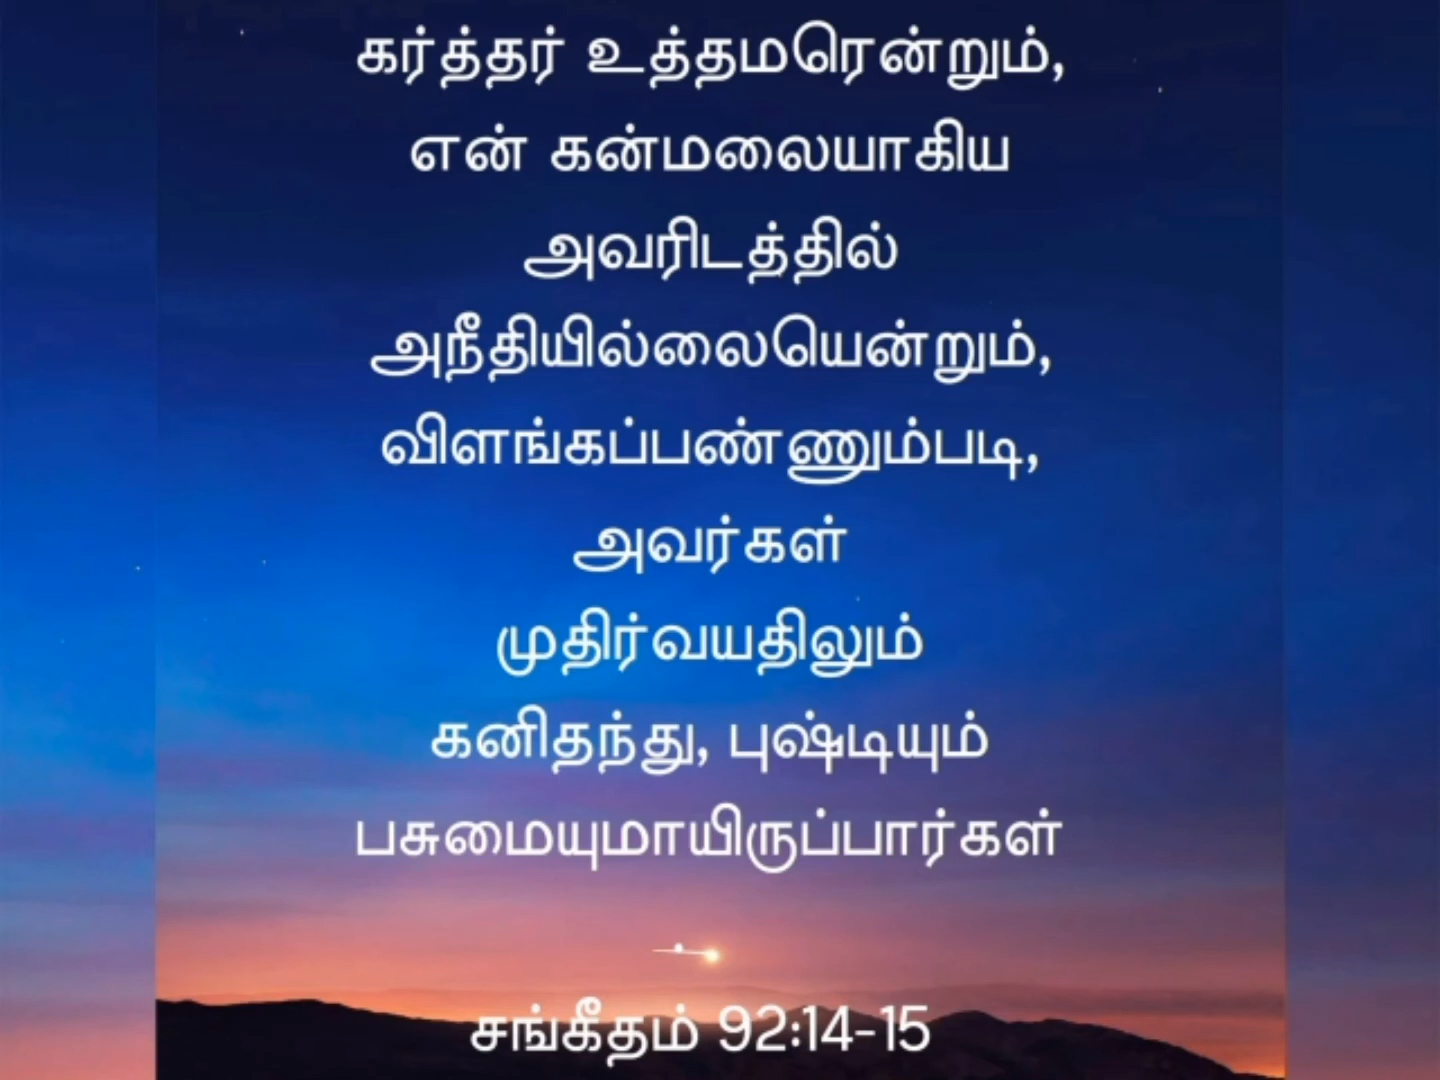 கர்த்தர் உத்தமரென்றும்,
என் கன்மலையாகிய
அவரிடத்தில்
அநீதியில்லையென்றும்,
விளங்கப்பண்ணும்படி,
அவர்கள்
முதிர்வயதிலும்
கனிதந்து, புஷ்டியும்
பசுமையுமாயிருப்பார்கள்
சங்கீதம் 92:14-15